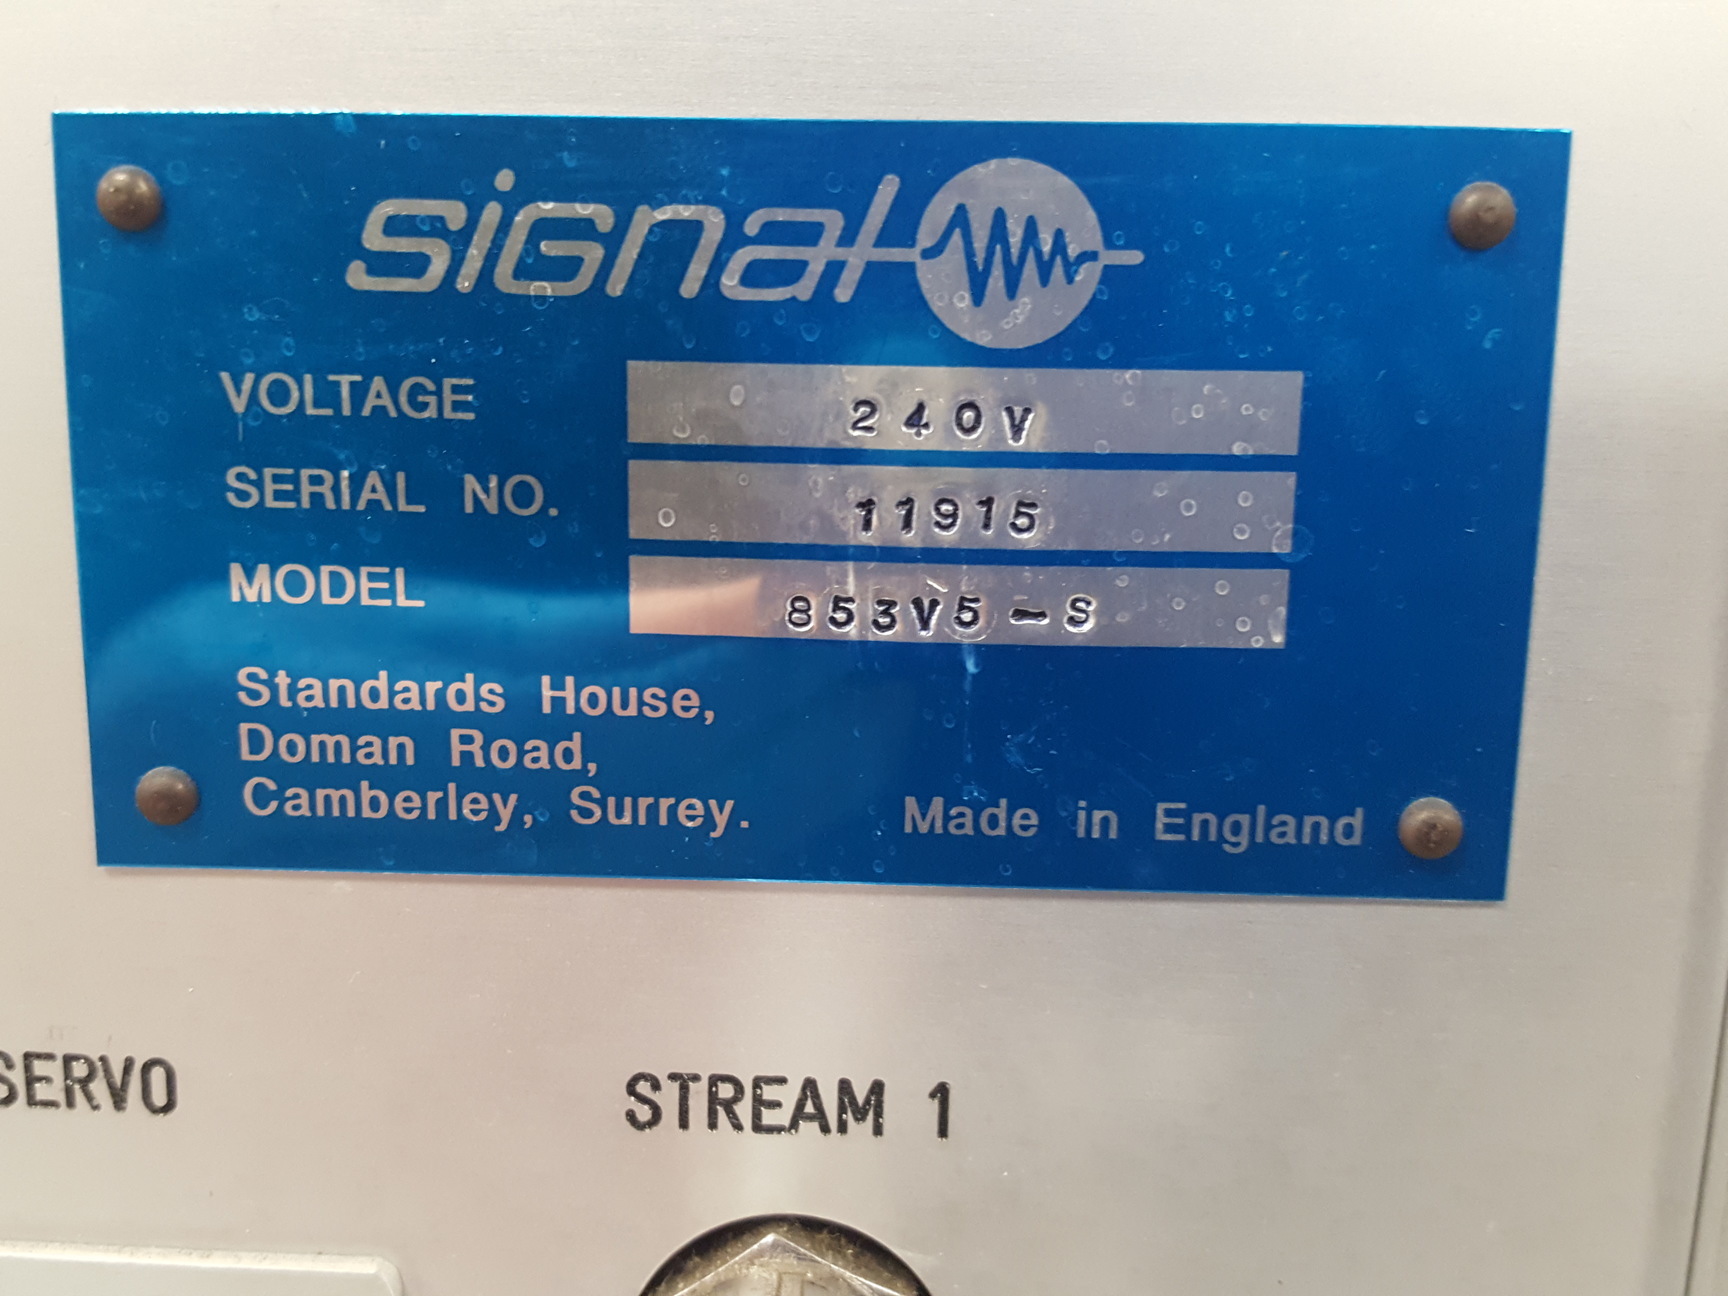 signal
VOLTAGE 240V
SERIAL NO. 11915
MODEL 853V5-S
Standards House,
Doman Road,
Camberley, Surrey.
Made in England
SERVO
STREAM 1